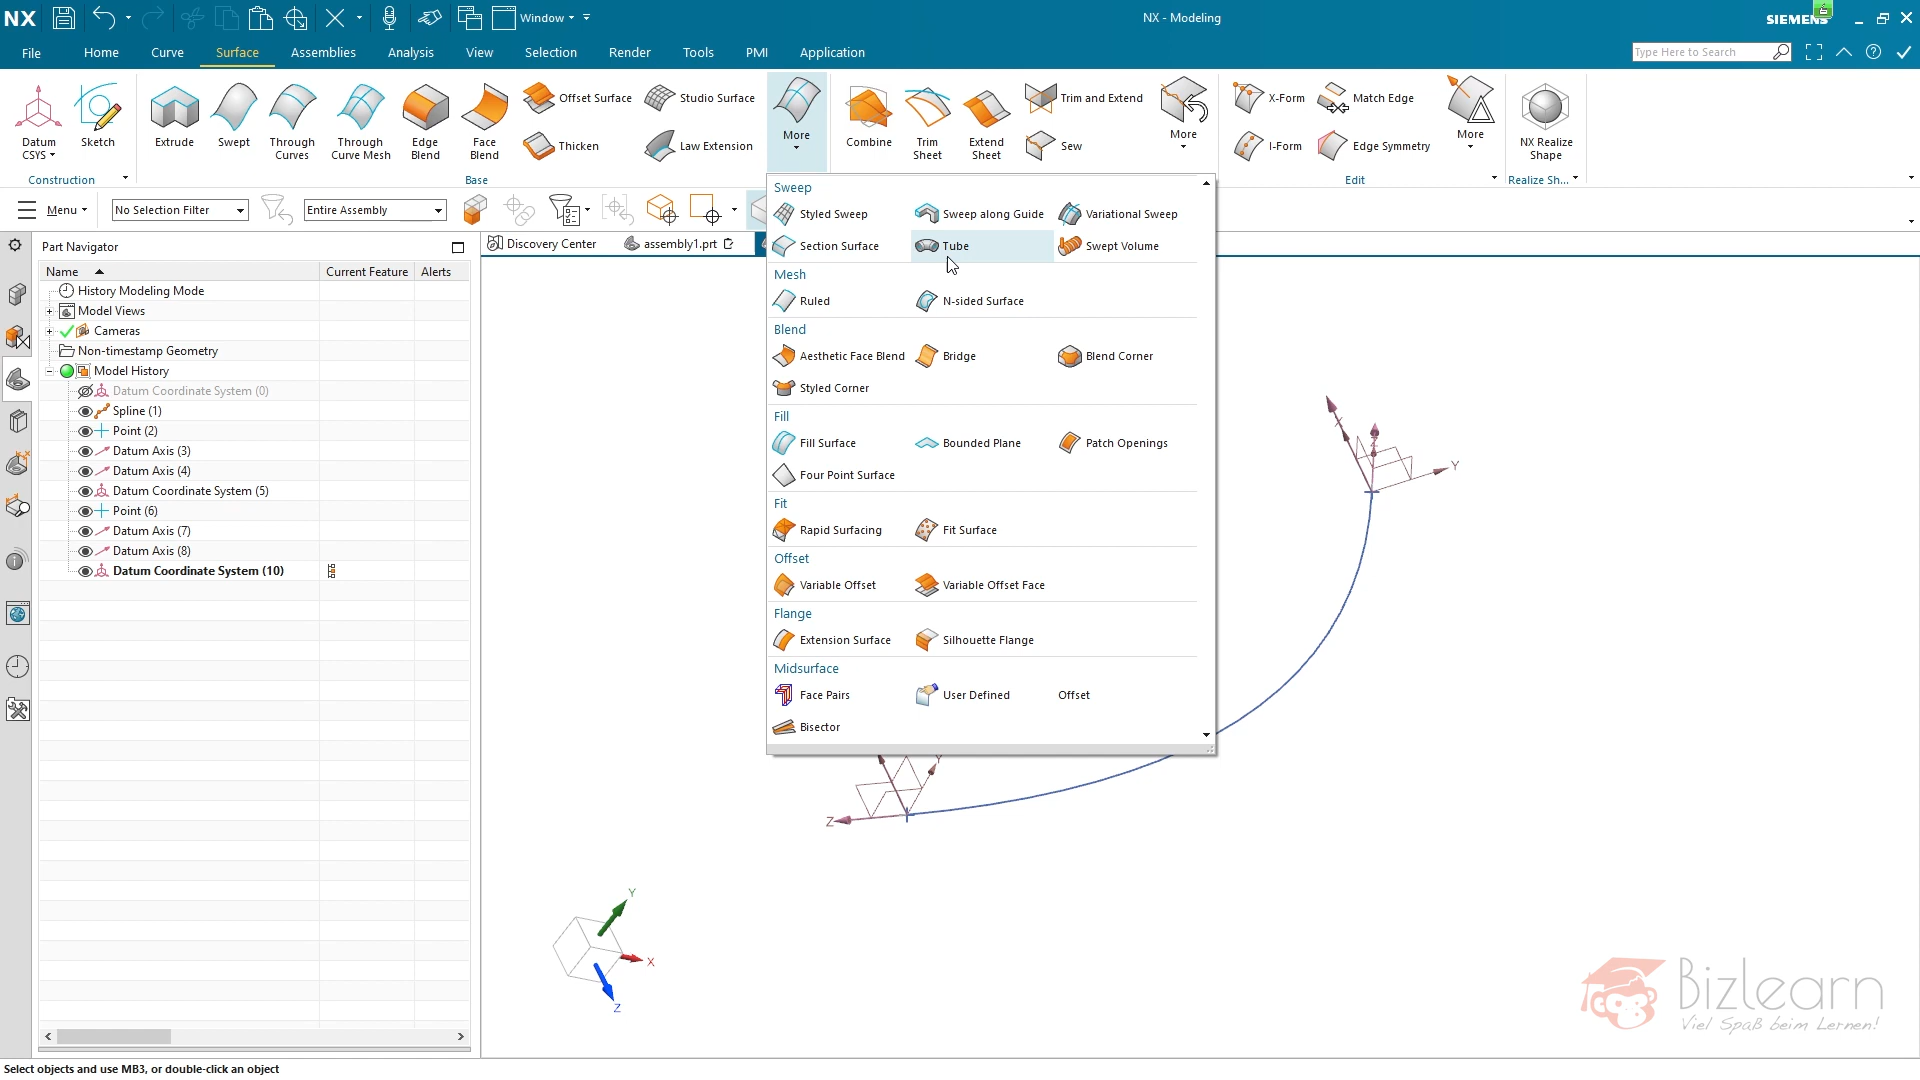 NX
Window
NX - Modeling
SIEMENS
File
Home
Curve
Surface
Assemblies
Analysis
View
Selection
Render
Tools
PMI
Application
Type Here to Search
Datum CSYS
Sketch
Extrude
Swept
Through Curves
Through Curve Mesh
Edge Blend
Face Blend
Offset Surface
Thicken
Studio Surface
Law Extension
More
Combine
Trim Sheet
Extend Sheet
Trim and Extend
Sew
More
X-Form
I-Form
Match Edge
Edge Symmetry
More
NX Realize Shape
Construction
Base
Edit
Realize Sh...
Menu
No Selection Filter
Entire Assembly
Part Navigator
Discovery Center
assembly1.prt
Name
Current Feature
Alerts
History Modeling Mode
Model Views
Cameras
Non-timestamp Geometry
Model History
Datum Coordinate System (0)
Spline (1)
Point (2)
Datum Axis (3)
Datum Axis (4)
Datum Coordinate System (5)
Point (6)
Datum Axis (7)
Datum Axis (8)
Datum Coordinate System (10)
Sweep
Styled Sweep
Sweep along Guide
Variational Sweep
Section Surface
Tube
Swept Volume
Mesh
Ruled
N-sided Surface
Blend
Aesthetic Face Blend
Bridge
Blend Corner
Styled Corner
Fill
Fill Surface
Bounded Plane
Patch Openings
Four Point Surface
Fit
Rapid Surfacing
Fit Surface
Offset
Variable Offset
Variable Offset Face
Flange
Extension Surface
Silhouette Flange
Midsurface
Face Pairs
User Defined
Offset
Bisector
X
Z
Y
Y
Z
Y
X
Z
Bizlearn
Viel Spaß beim Lernen!
Select objects and use MB3, or double-click an object